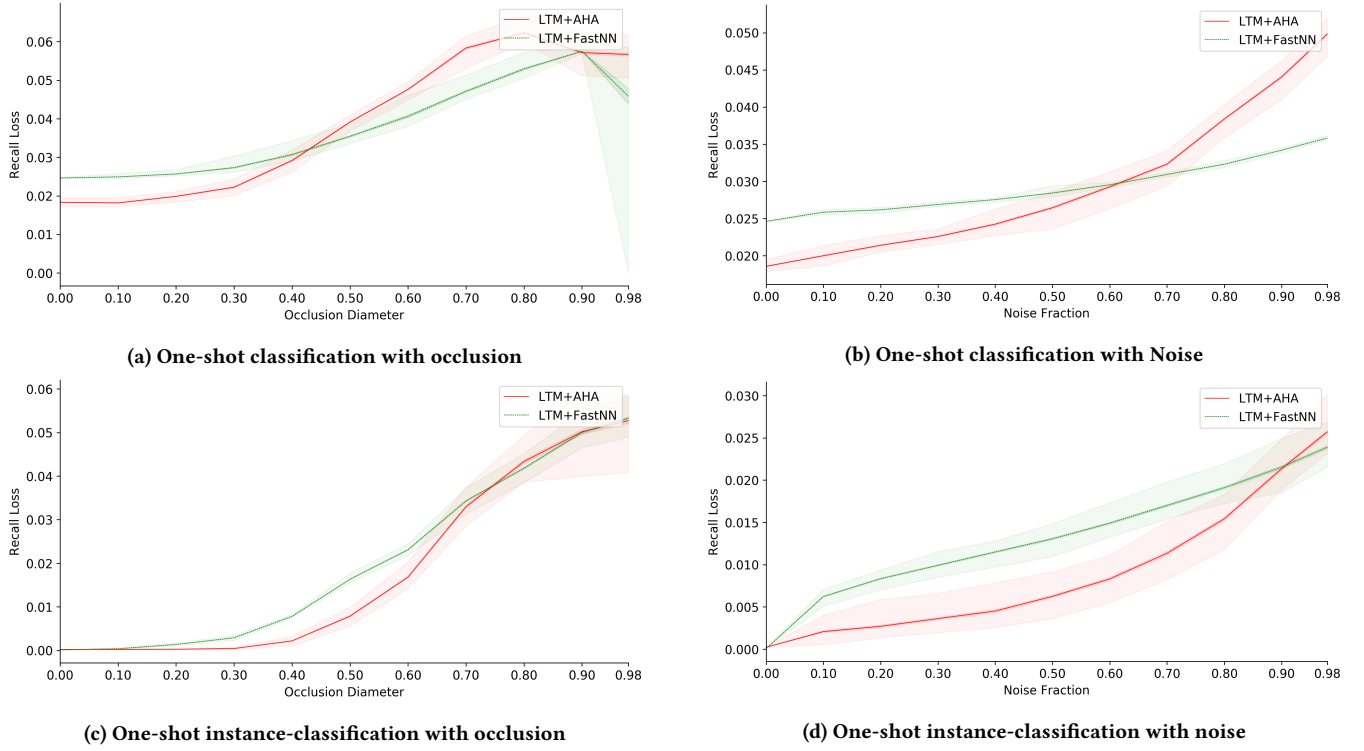 LTM+AHA
LTM+FastNN
0.06
0.05
0.04
0.03
0.02
0.01
0.00
Recall Loss
0.00 0.10 0.20 0.30 0.40 0.50 0.60 0.70 0.80 0.90 0.98
Occlusion Diameter
(a) One-shot classification with occlusion
LTM+AHA
LTM+FastNN
0.050
0.045
0.040
0.035
0.030
0.025
0.020
Recall Loss
0.00 0.10 0.20 0.30 0.40 0.50 0.60 0.70 0.80 0.90 0.98
Noise Fraction
(b) One-shot classification with Noise
LTM+AHA
LTM+FastNN
0.06
0.05
0.04
0.03
0.02
0.01
0.00
Recall Loss
0.00 0.10 0.20 0.30 0.40 0.50 0.60 0.70 0.80 0.90 0.98
Occlusion Diameter
(c) One-shot instance-classification with occlusion
LTM+AHA
LTM+FastNN
0.030
0.025
0.020
0.015
0.010
0.005
0.000
Recall Loss
0.00 0.10 0.20 0.30 0.40 0.50 0.60 0.70 0.80 0.90 0.98
Noise Fraction
(d) One-shot instance-classification with noise